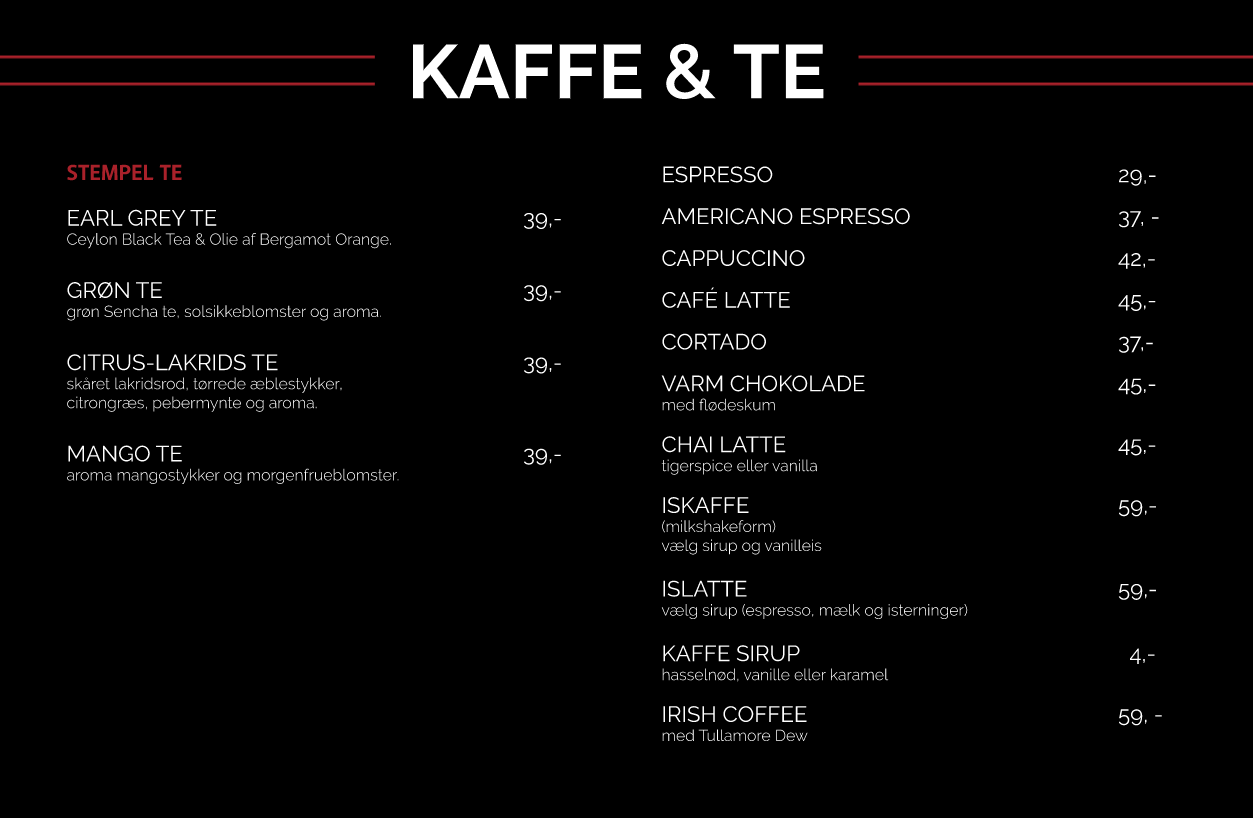 KAFFE & TE
STEMPEL TE
EARL GREY TE 39,-
Ceylon Black Tea & Olie af Bergamot Orange.
GRØN TE 39,-
grøn Sencha te, solsikkeblomster og aroma.
CITRUS-LAKRIDS TE 39,-
skåret lakridsrod, tørrede æblestykker,
citrongræs, pebermynte og aroma.
MANGO TE 39,-
aroma mangostykker og morgenfrueblomster.
ESPRESSO 29,-
AMERICANO ESPRESSO 37, -
CAPPUCCINO 42,-
CAFÉ LATTE 45,-
CORTADO 37,-
VARM CHOKOLADE 45,-
med flødeskum
CHAI LATTE 45,-
tigerspice eller vanilla
ISKAFFE 59,-
(milkshakeform)
vælg sirup og vanilleis
ISLATTE 59,-
vælg sirup (espresso, mælk og isterninger)
KAFFE SIRUP 4,-
hasselnød, vanille eller karamel
IRISH COFFEE 59, -
med Tullamore Dew